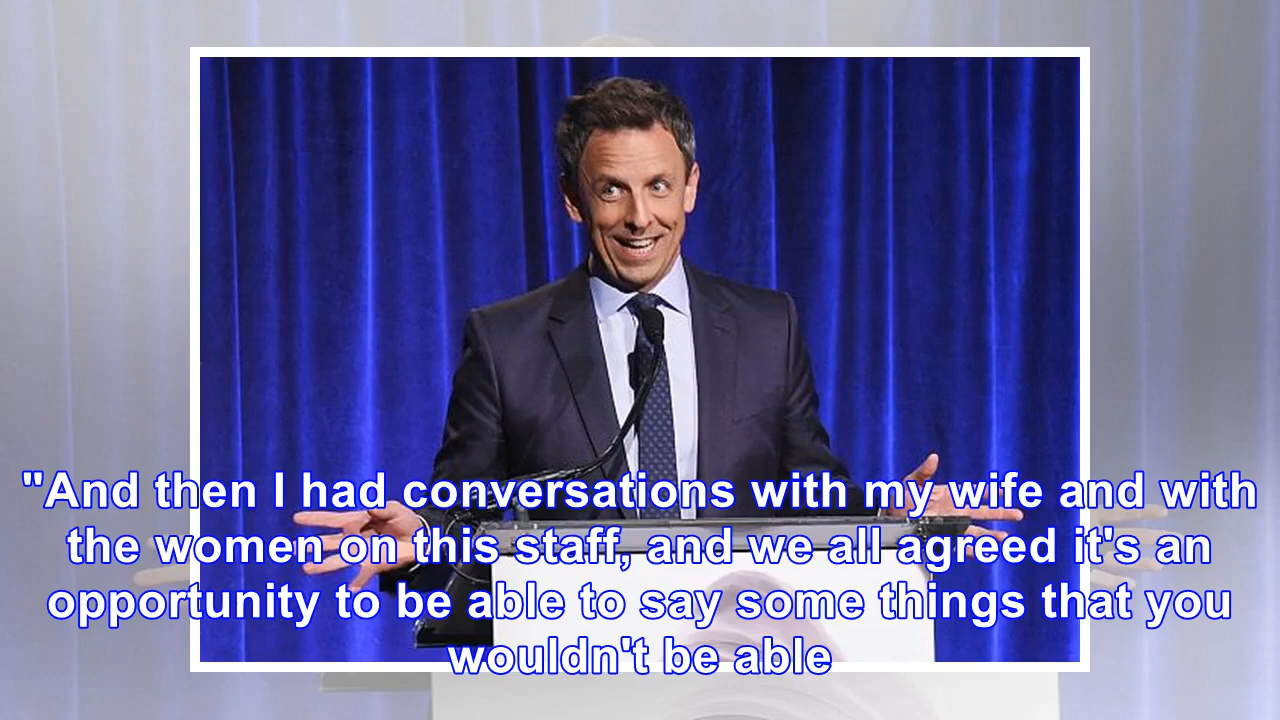 "And then I had conversations with my wife and with
the women on this staff, and we all agreed it's an
opportunity to be able to say some things that you
wouldn't be able